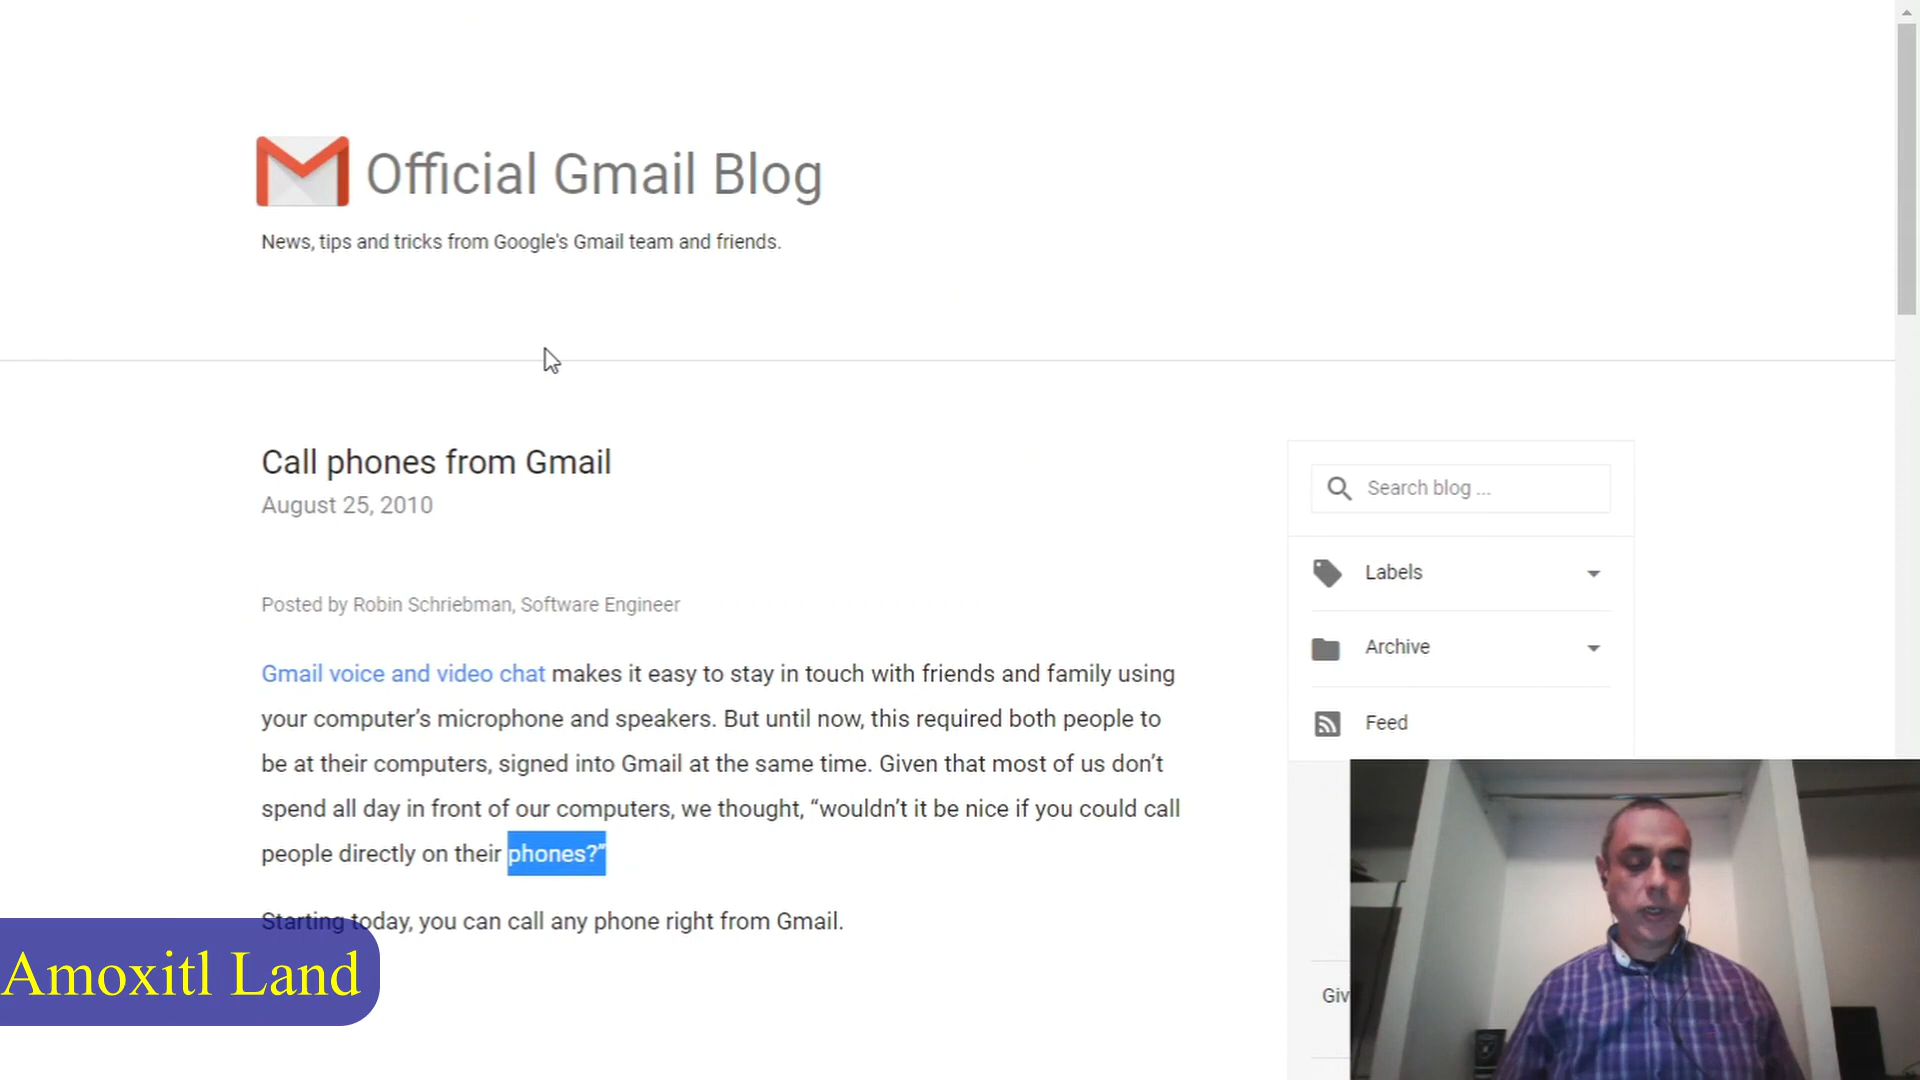 Official Gmail Blog
News, tips and tricks from Google's Gmail team and friends.
Call phones from Gmail
August 25, 2010
Posted by Robin Schriebman, Software Engineer
Gmail voice and video chat makes it easy to stay in touch with friends and family using
your computer’s microphone and speakers. But until now, this required both people to
be at their computers, signed into Gmail at the same time. Given that most of us don’t
spend all day in front of our computers, we thought, “wouldn’t it be nice if you could call
people directly on their phones?”
Starting today, you can call any phone right from Gmail.
Search blog ...
Labels
Archive
Feed
Giv
Amoxitl Land